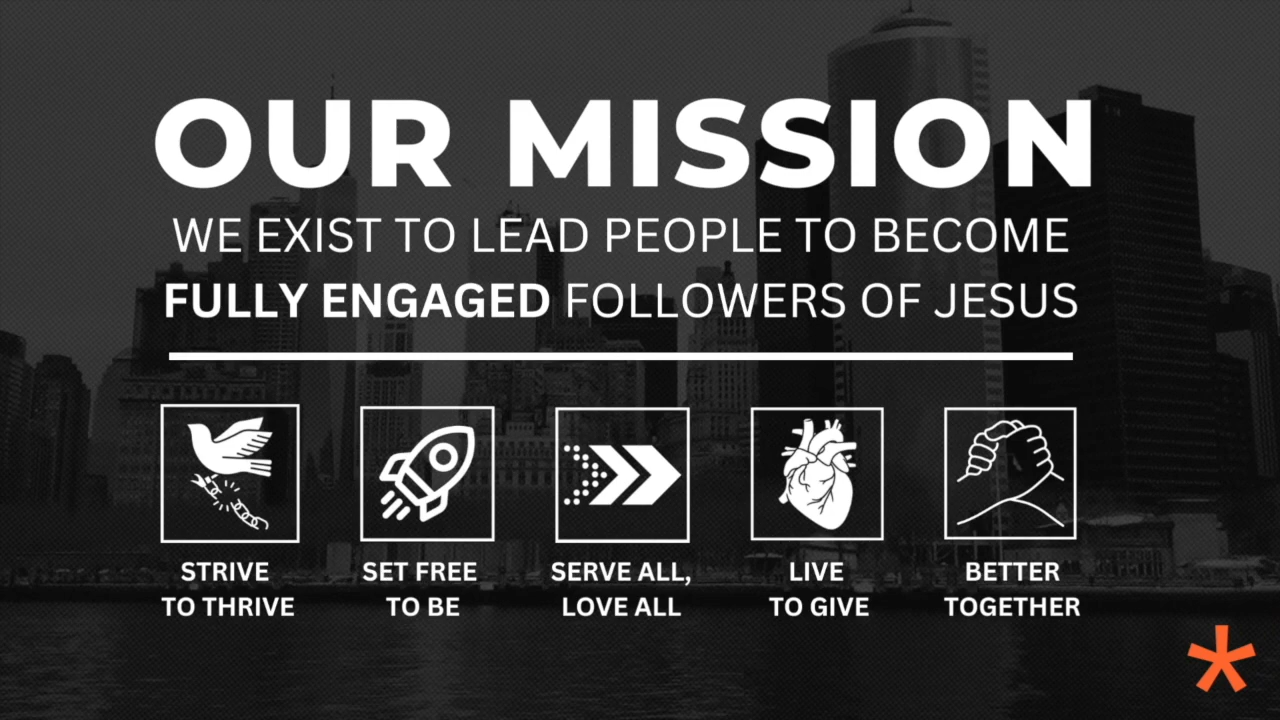 OUR MISSION
WE EXIST TO LEAD PEOPLE TO BECOME
FULLY ENGAGED FOLLOWERS OF JESUS
STRIVE
TO THRIVE
SET FREE
TO BE
SERVE ALL,
LOVE ALL
LIVE
TO GIVE
BETTER
TOGETHER